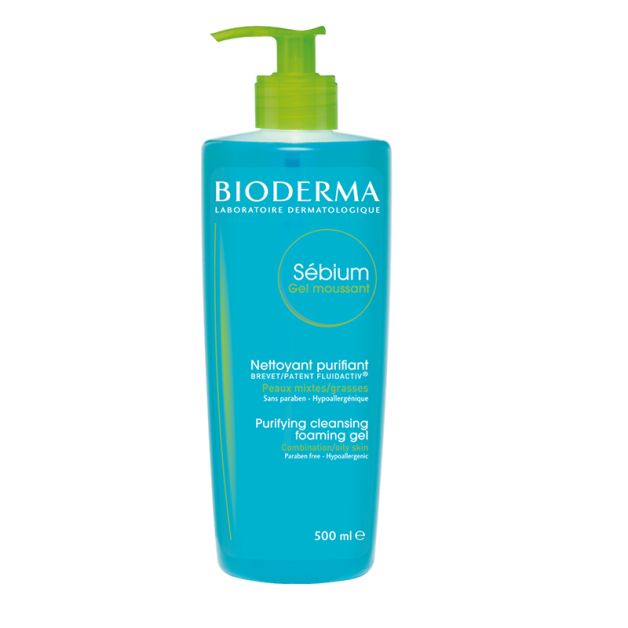 BIODERMA
LABORATOIRE DERMATOLOGIQUE
Sébium
Gel moussant
Nettoyant purifiant
BREVET/PATENT FLUIDACTIV®
Peaux mixtes/grasses
Sans paraben - Hypoallergénique
Purifying cleansing
foaming gel
Combination/oily skin
Paraben free - Hypoallergenic
500 ml ℮